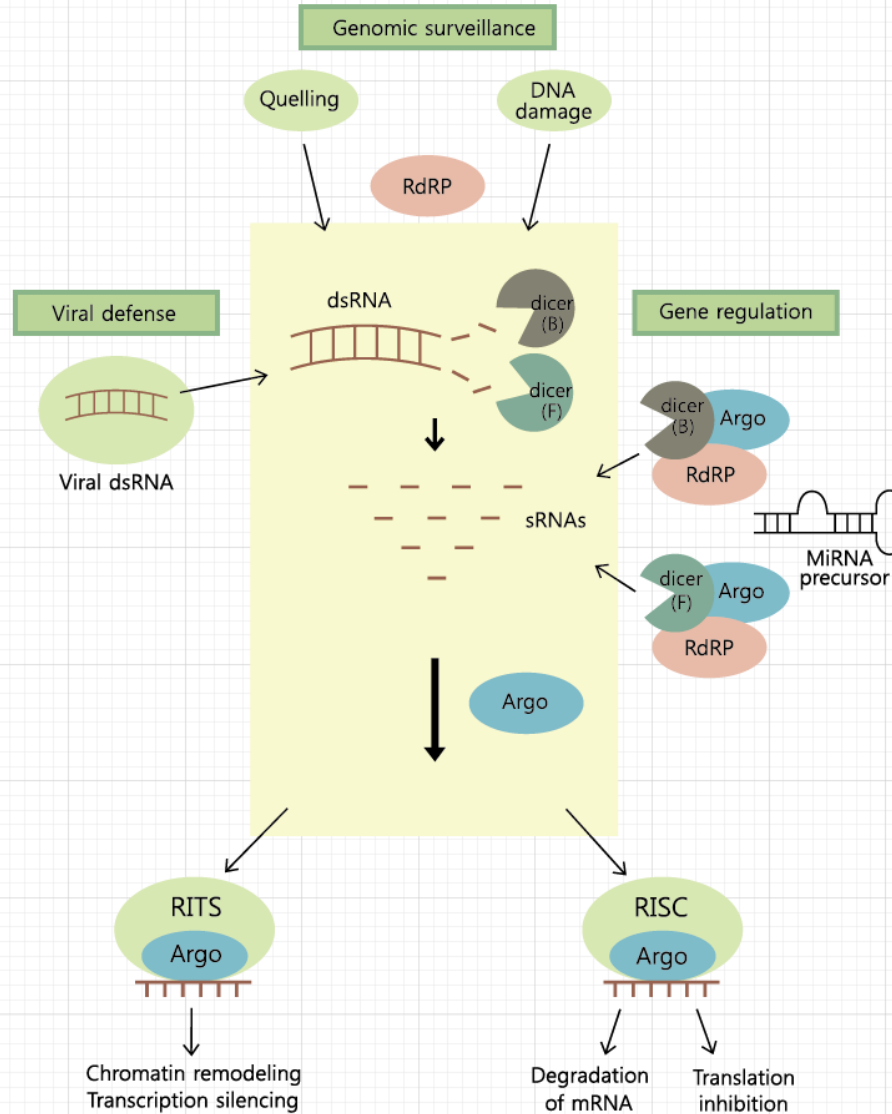 Genomic surveillance
Quelling
DNA
damage
RdRP
Viral defense
dsRNA
dicer
(B)
Gene regulation
dicer
(F)
Viral dsRNA
dicer
(B)
Argo
RdRP
sRNAs
MiRNA
precursor
dicer
(F)
Argo
RdRP
Argo
RITS
Argo
RISC
Argo
Chromatin remodeling
Transcription silencing
Degradation
of mRNA
Translation
inhibition